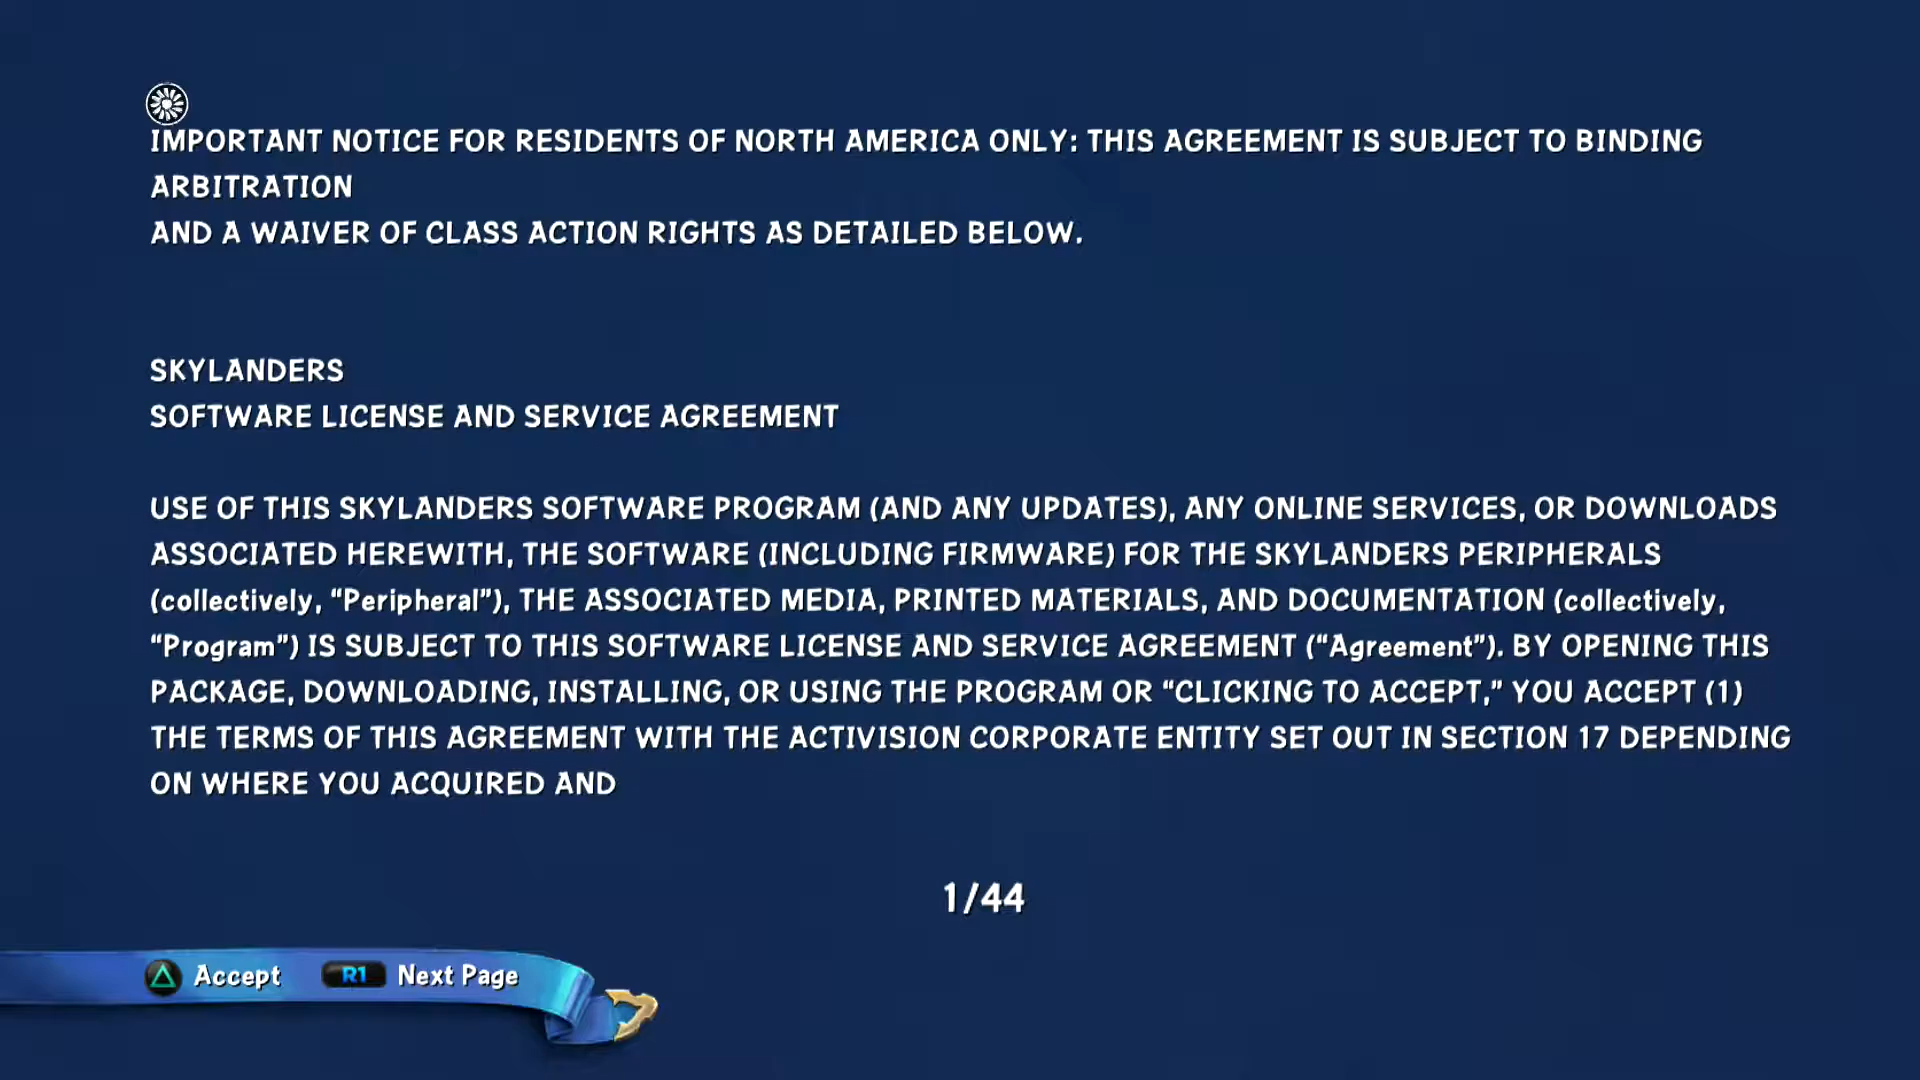 IMPORTANT NOTICE FOR RESIDENTS OF NORTH AMERICA ONLY: THIS AGREEMENT IS SUBJECT TO BINDING
ARBITRATION
AND A WAIVER OF CLASS ACTION RIGHTS AS DETAILED BELOW.
SKYLANDERS
SOFTWARE LICENSE AND SERVICE AGREEMENT
USE OF THIS SKYLANDERS SOFTWARE PROGRAM (AND ANY UPDATES), ANY ONLINE SERVICES, OR DOWNLOADS
ASSOCIATED HEREWITH, THE SOFTWARE (INCLUDING FIRMWARE) FOR THE SKYLANDERS PERIPHERALS
(collectively, “Peripheral”), THE ASSOCIATED MEDIA, PRINTED MATERIALS, AND DOCUMENTATION (collectively,
“Program”) IS SUBJECT TO THIS SOFTWARE LICENSE AND SERVICE AGREEMENT (“Agreement”). BY OPENING THIS
PACKAGE, DOWNLOADING, INSTALLING, OR USING THE PROGRAM OR “CLICKING TO ACCEPT,” YOU ACCEPT (1)
THE TERMS OF THIS AGREEMENT WITH THE ACTIVISION CORPORATE ENTITY SET OUT IN SECTION 17 DEPENDING
ON WHERE YOU ACQUIRED AND
1/44
Accept R1 Next Page